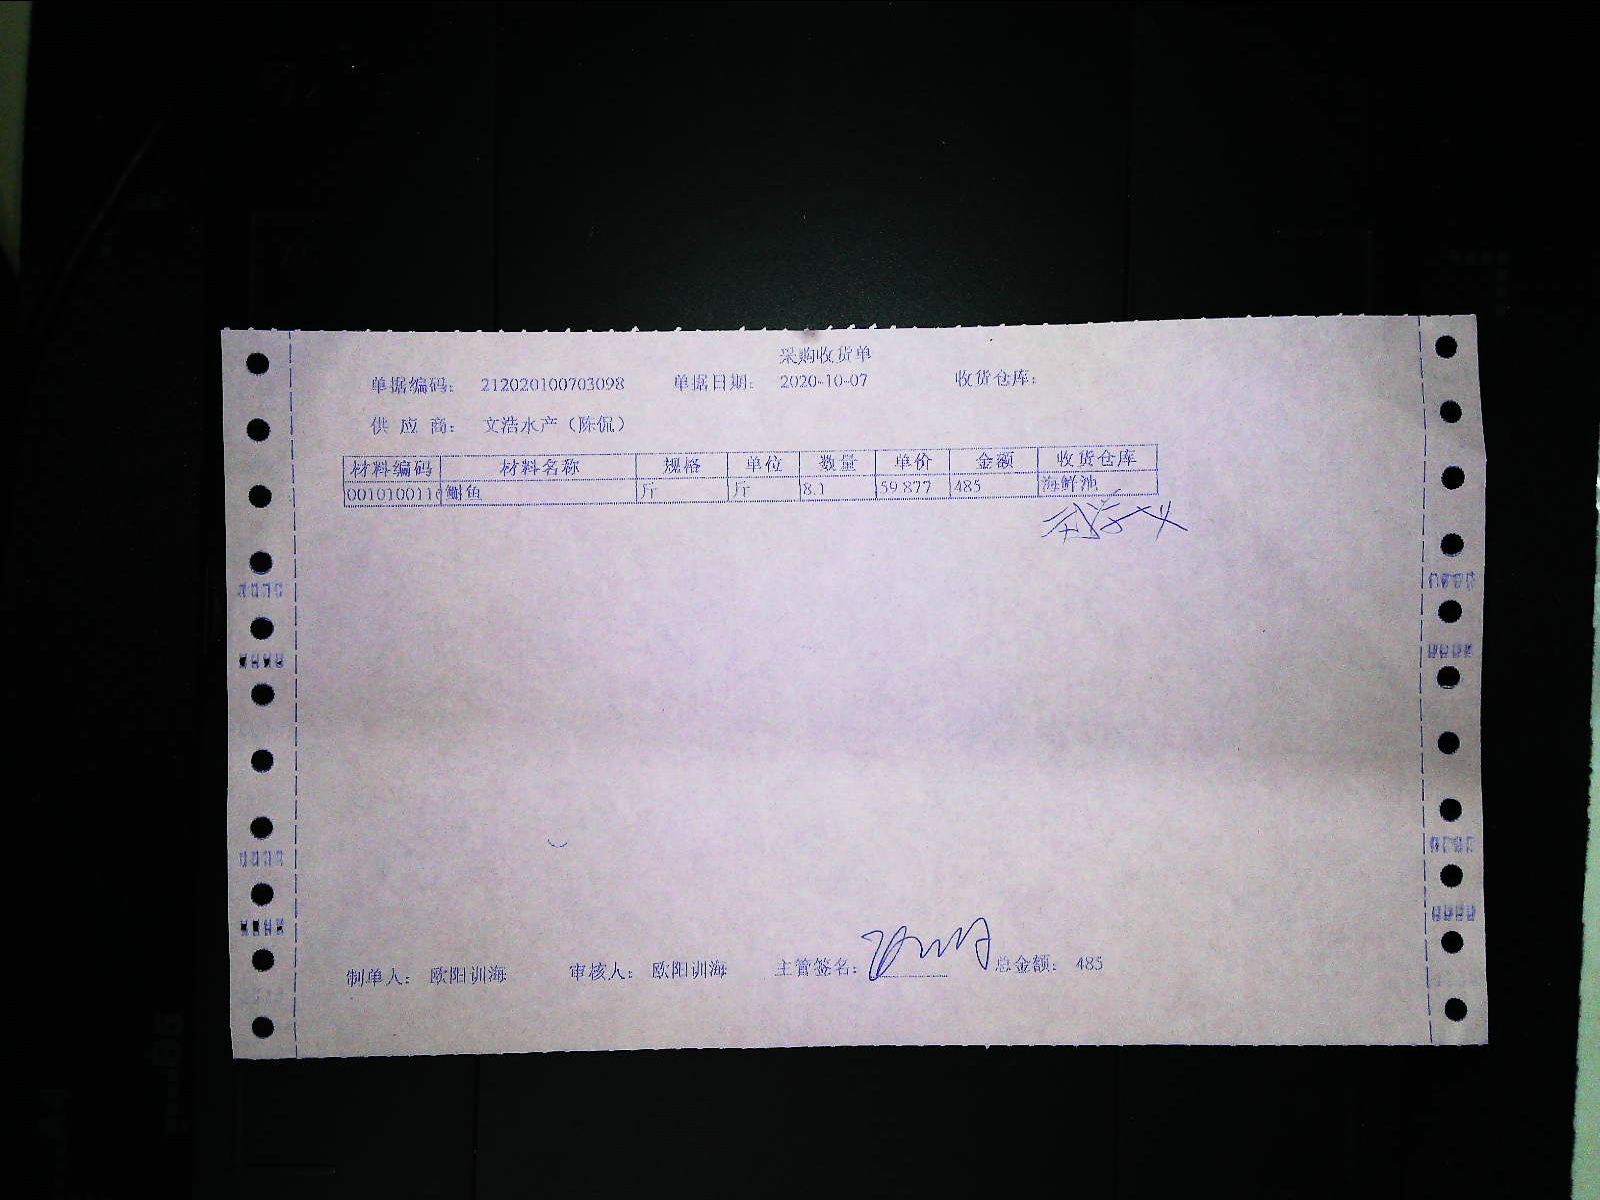 采购收货单
单据编码： 212020100703098 单据日期： 2020-10-07 收货仓库：
供 应 商： 文浩水产（陈侃）
材料编码 材料名称 规格 单位 数量 单价 金额 收货仓库
0010100110 鮰鱼 斤 斤 8.1 59.877 485 海鲜池
制单人： 欧阳训海 审核人： 欧阳训海 主管签名： 总金额： 485